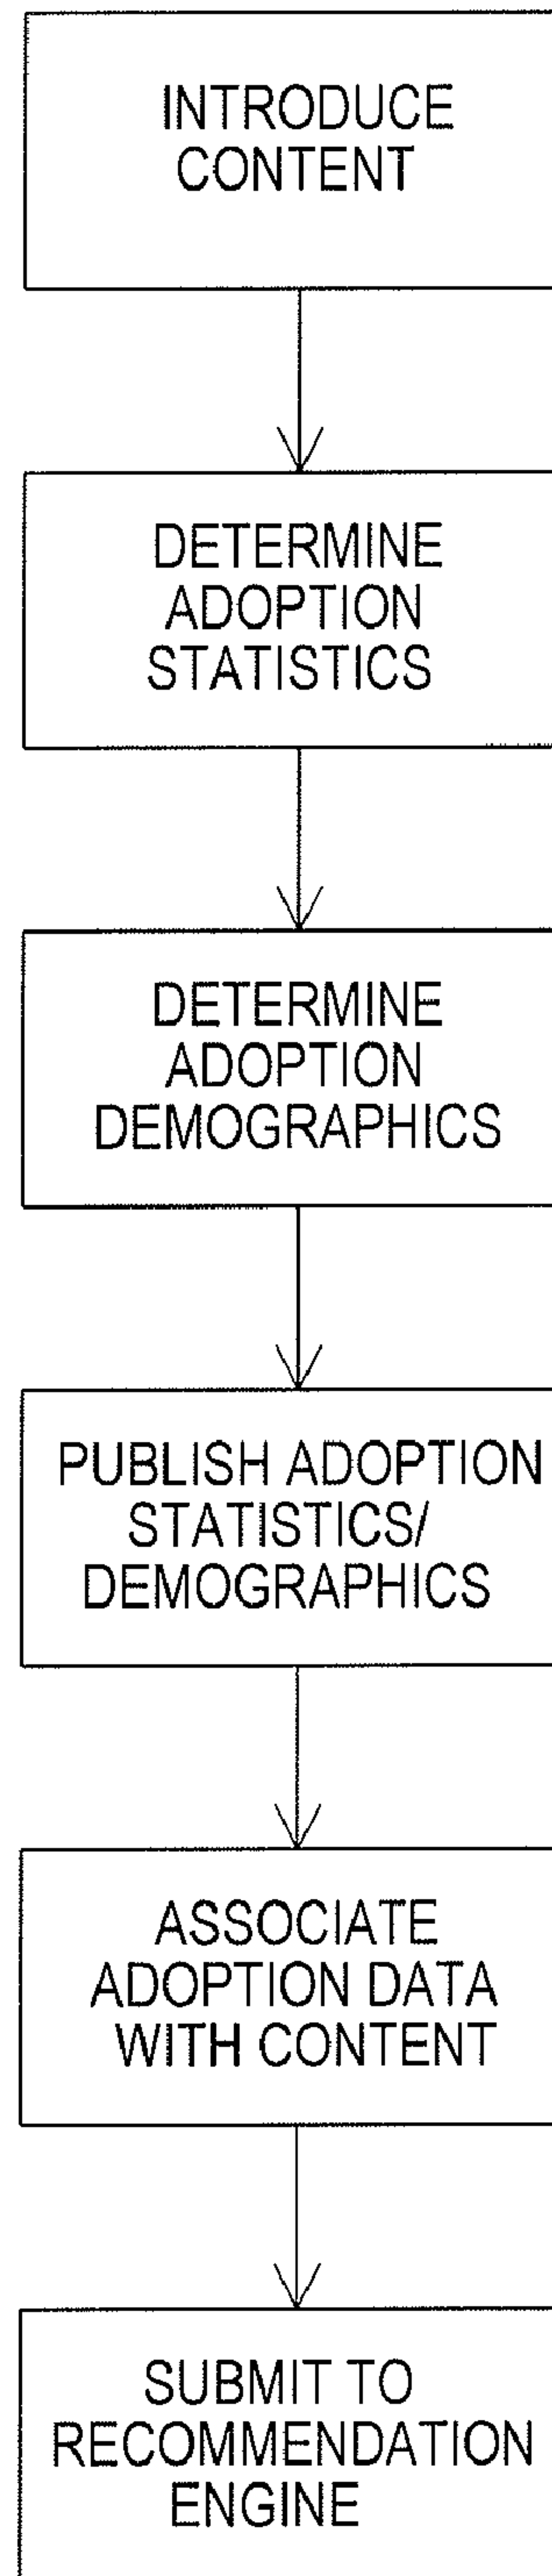 INTRODUCE
CONTENT
DETERMINE
ADOPTION
STATISTICS
DETERMINE
ADOPTION
DEMOGRAPHICS
PUBLISH ADOPTION
STATISTICS/
DEMOGRAPHICS
ASSOCIATE
ADOPTION DATA
WITH CONTENT
SUBMIT TO
RECOMMENDATION
ENGINE